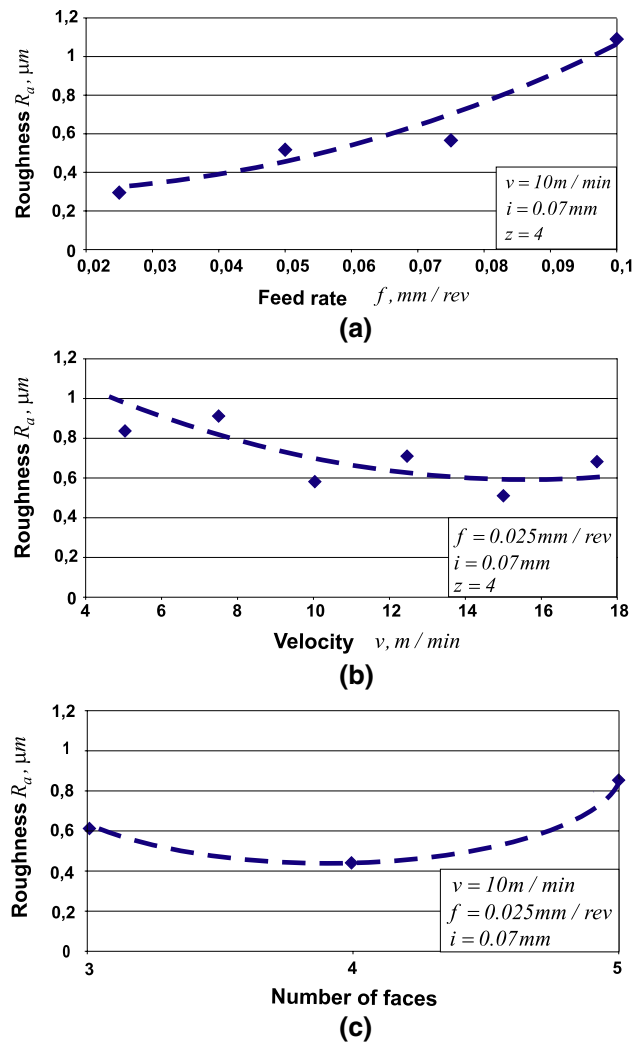 1,2
1
0,8
0,6
0,4
0,2
0
Roughness Ra, μm
v = 10m / min
i = 0.07mm
z = 4
0,02 0,03 0,04 0,05 0,06 0,07 0,08 0,09 0,1
Feed rate f, mm / rev
(a)
1,2
1
0,8
0,6
0,4
0,2
0
Roughness Ra, μm
f = 0.025mm / rev
i = 0.07mm
z = 4
4 6 8 10 12 14 16 18
Velocity v, m / min
(b)
1,2
1
0,8
0,6
0,4
0,2
0
Roughness Ra, μm
v = 10m / min
f = 0.025mm / rev
i = 0.07mm
3 4 5
Number of faces
(c)